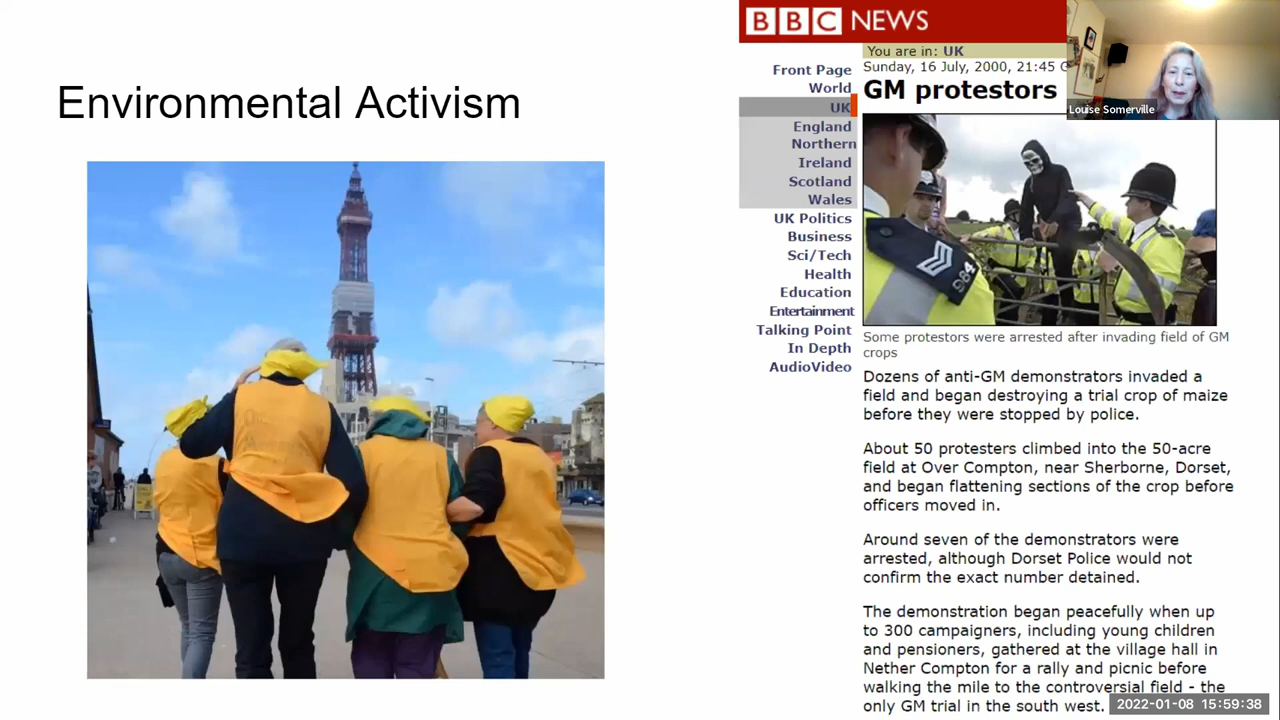 Environmental Activism
BBC NEWS
You are in: UK
Sunday, 16 July, 2000, 21:45
GM protestors
Louise Somerville
Front Page
World
UK
England
Northern
Ireland
Scotland
Wales
UK Politics
Business
Sci/Tech
Health
Education
Entertainment
Talking Point
In Depth
AudioVideo
984
Some protestors were arrested after invading field of GM
crops
Dozens of anti-GM demonstrators invaded a
field and began destroying a trial crop of maize
before they were stopped by police.
About 50 protesters climbed into the 50-acre
field at Over Compton, near Sherborne, Dorset,
and began flattening sections of the crop before
officers moved in.
Around seven of the demonstrators were
arrested, although Dorset Police would not
confirm the exact number detained.
The demonstration began peacefully when up
to 300 campaigners, including young children
and pensioners, gathered at the village hall in
Nether Compton for a rally and picnic before
walking the mile to the controversial field - the
only GM trial in the south west.
2022-01-08 15:59:38